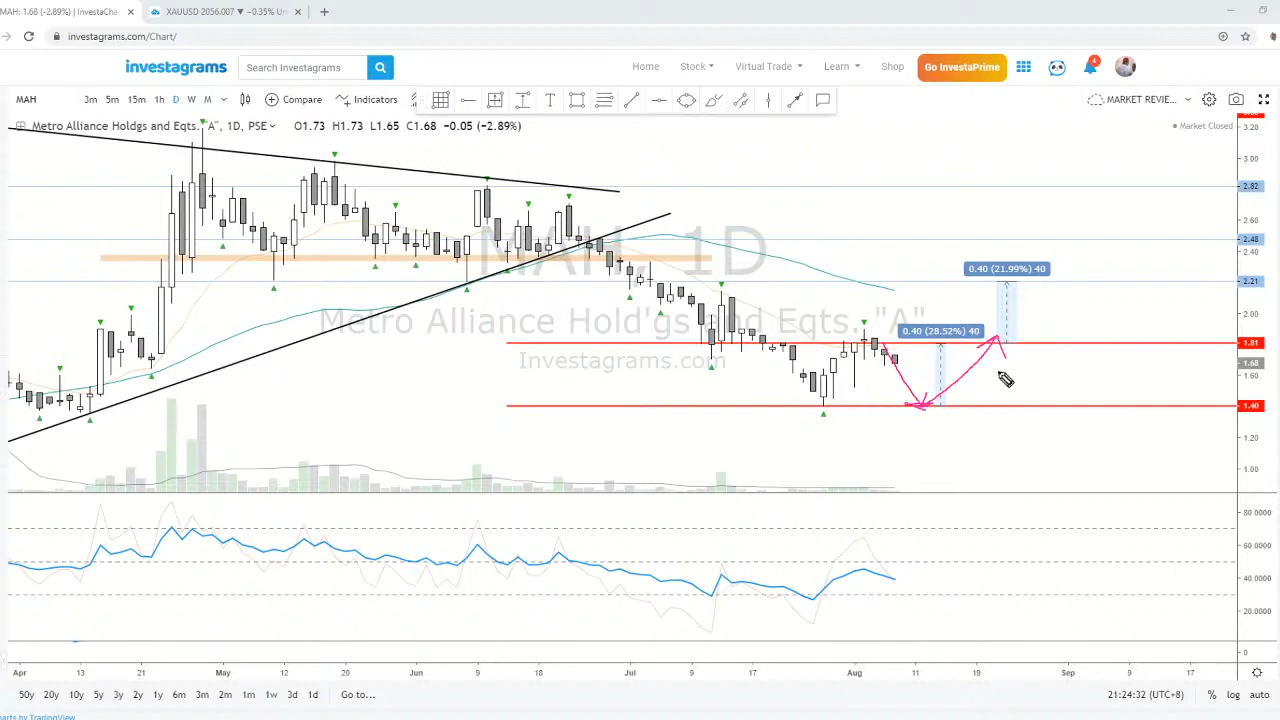 MAH: 1.68 (-2.89%) | InvestaCha
XAUUSD 2056.007 ▼ −0.35% Un
investagrams.com/Chart/
investagrams
Search Investagrams
Home
Stock
Virtual Trade
Learn
Shop
Go InvestaPrime
4
MAH
3m 5m 15m 1h D W M
Compare
Indicators
MARKET REVIE...
Metro Alliance Holdgs and Eqts. "A", 1D, PSE
O1.73 H1.73 L1.65 C1.68 −0.05 (−2.89%)
Market Closed
3.20
3.00
2.82
2.60
2.48
2.40
2.21
2.00
1.81
1.68
1.60
1.40
1.20
1.00
MAH, 1D
Metro Alliance Hold'gs and Eqts. "A"
Investagrams.com
0.40 (21.99%) 40
0.40 (28.52%) 40
80.0000
60.0000
40.0000
20.0000
0
Apr 13 21 May 12 20 Jun 9 18 Jul 9 17 Aug 11 19 Sep 9 17
50y 20y 10y 5y 3y 2y 1y 6m 3m 2m 1m 1w 3d 1d Go to...
21:24:32 (UTC+8) % log auto
arts by TradingView